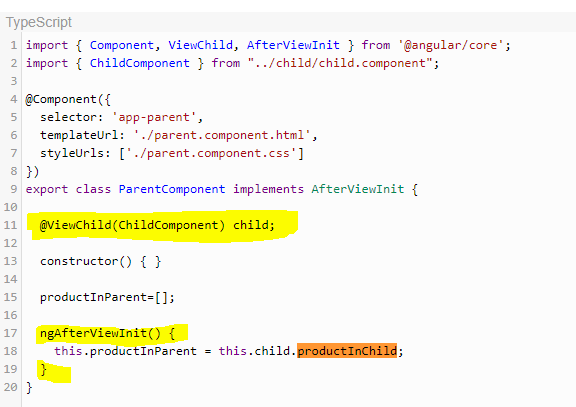 TypeScript
1 import { Component, ViewChild, AfterViewInit } from '@angular/core';
2 import { ChildComponent } from "../child/child.component";
3
4 @Component({
5   selector: 'app-parent',
6   templateUrl: './parent.component.html',
7   styleUrls: ['./parent.component.css']
8 })
9 export class ParentComponent implements AfterViewInit {
10
11   @ViewChild(ChildComponent) child;
12
13   constructor() { }
14
15   productInParent=[];
16
17   ngAfterViewInit() {
18     this.productInParent = this.child.productInChild;
19   }
20 }